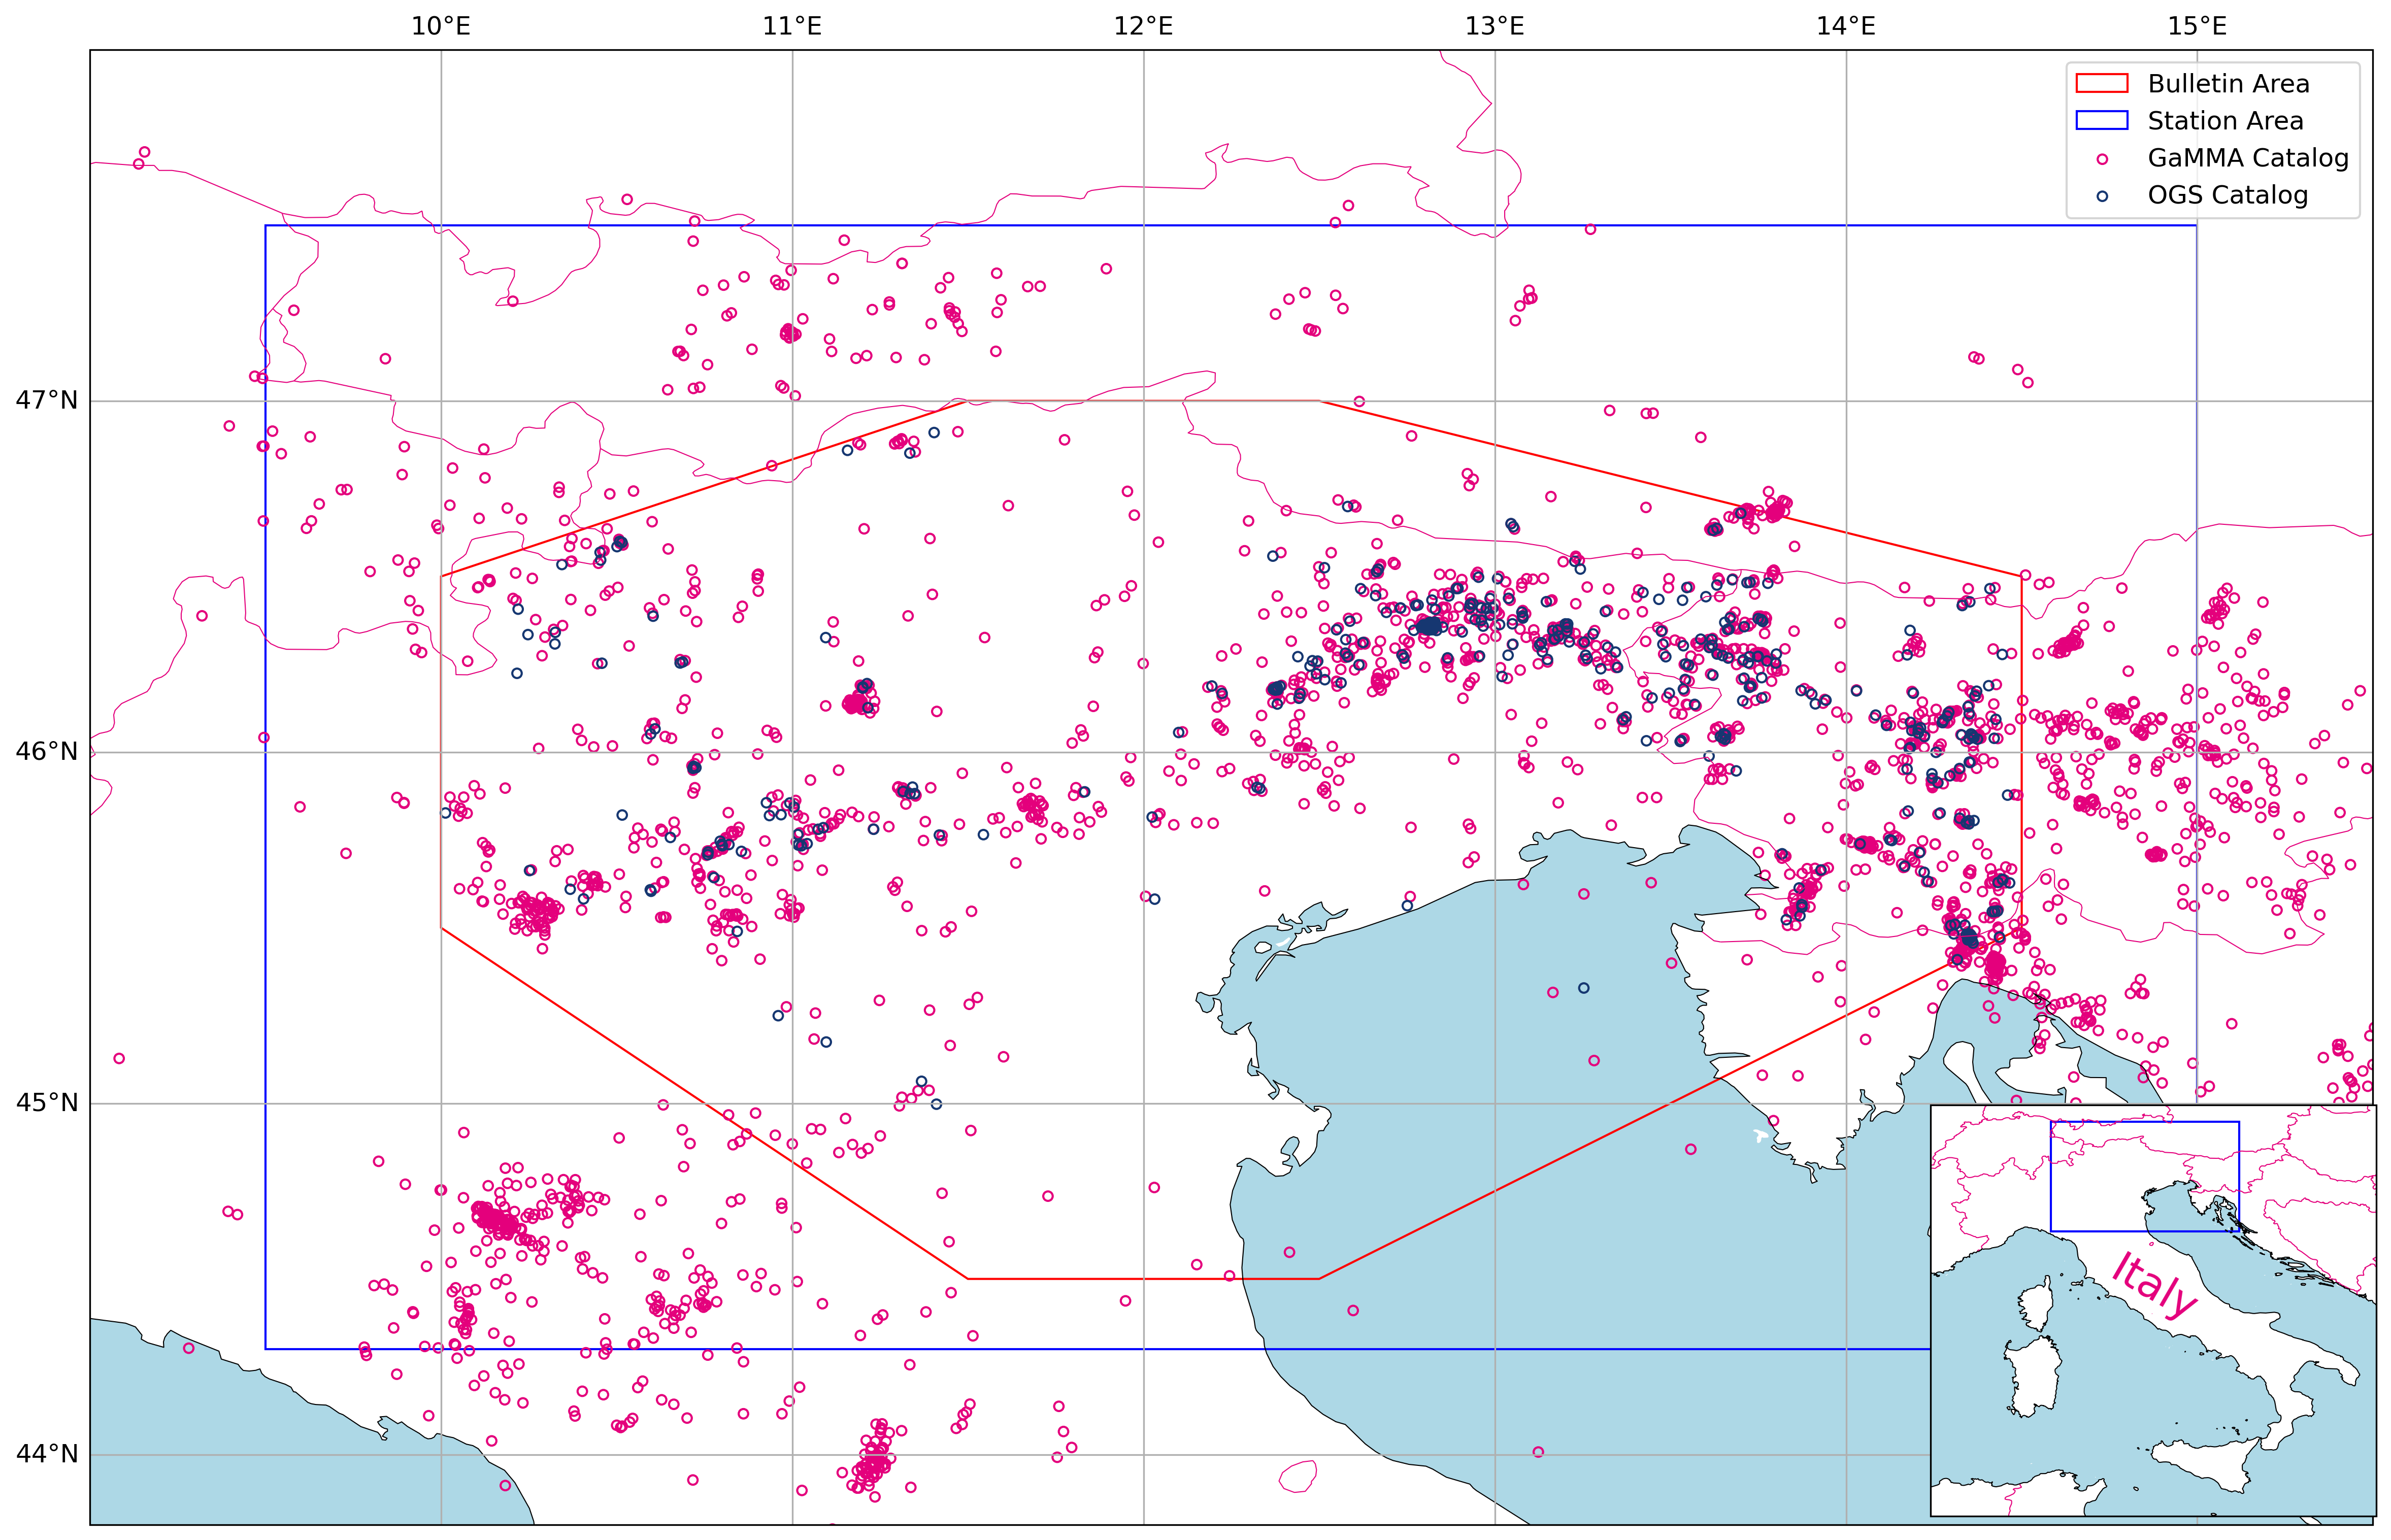 10°E 11°E 12°E 13°E 14°E 15°E
Bulletin Area
Station Area
GaMMA Catalog
OGS Catalog
47°N
46°N
45°N
44°N
Italy